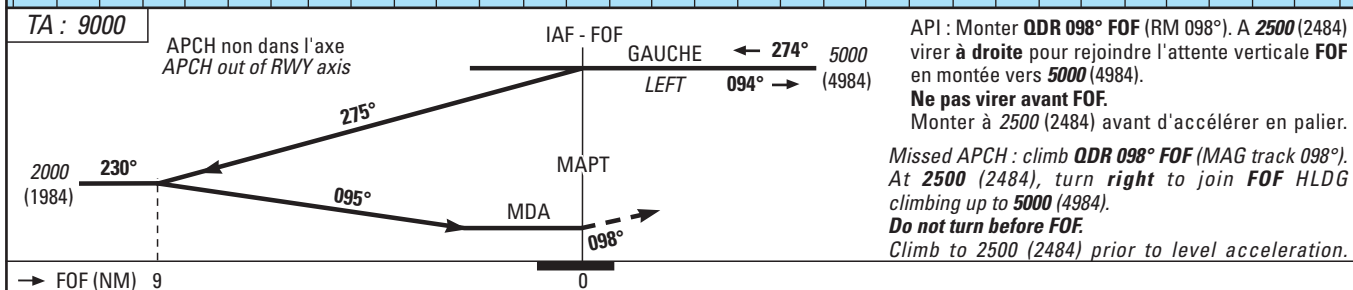 TA : 9000
APCH non dans l'axe
APCH out of RWY axis
IAF - FOF
GAUCHE ← 274° 5000
LEFT 094° → (4984)
275°
2000 230°
(1984)
095°
MAPT
MDA
098°
→ FOF (NM) 9 0
API : Monter QDR 098° FOF (RM 098°). A 2500 (2484)
virer à droite pour rejoindre l'attente verticale FOF
en montée vers 5000 (4984).
Ne pas virer avant FOF.
Monter à 2500 (2484) avant d'accélérer en palier.
Missed APCH : climb QDR 098° FOF (MAG track 098°).
At 2500 (2484), turn right to join FOF HLDG
climbing up to 5000 (4984).
Do not turn before FOF.
Climb to 2500 (2484) prior to level acceleration.